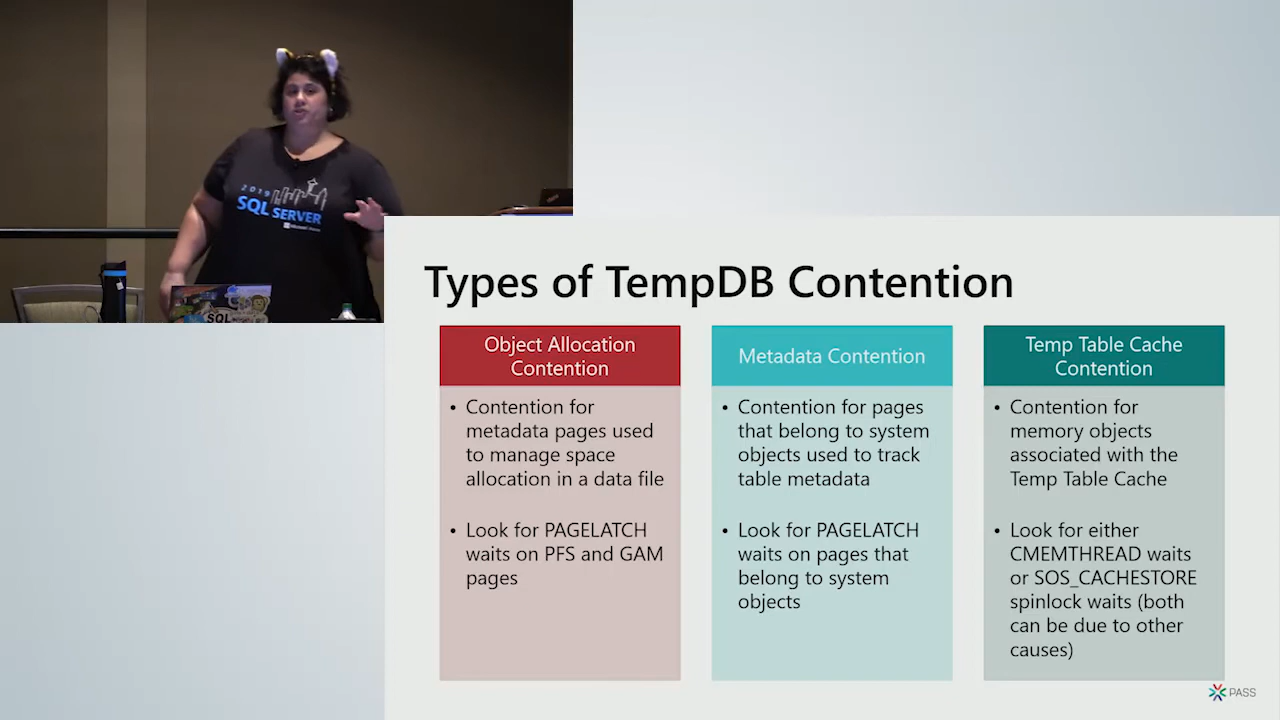 2019
SQL SERVER
Microsoft
SQL
Types of TempDB Contention
Object Allocation
Contention
• Contention for
metadata pages used
to manage space
allocation in a data file
• Look for PAGELATCH
waits on PFS and GAM
pages
Metadata Contention
• Contention for pages
that belong to system
objects used to track
table metadata
• Look for PAGELATCH
waits on pages that
belong to system
objects
Temp Table Cache
Contention
• Contention for
memory objects
associated with the
Temp Table Cache
• Look for either
CMEMTHREAD waits
or SOS_CACHESTORE
spinlock waits (both
can be due to other
causes)
PASS